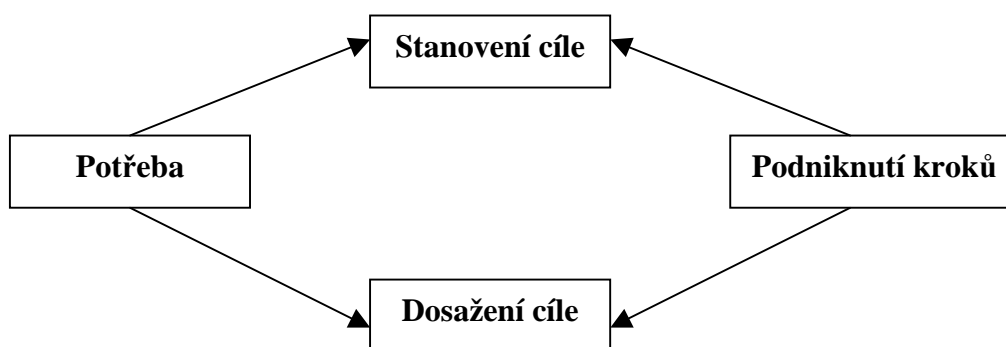 Stanovení cíle
Potřeba
Podniknutí kroků
Dosažení cíle